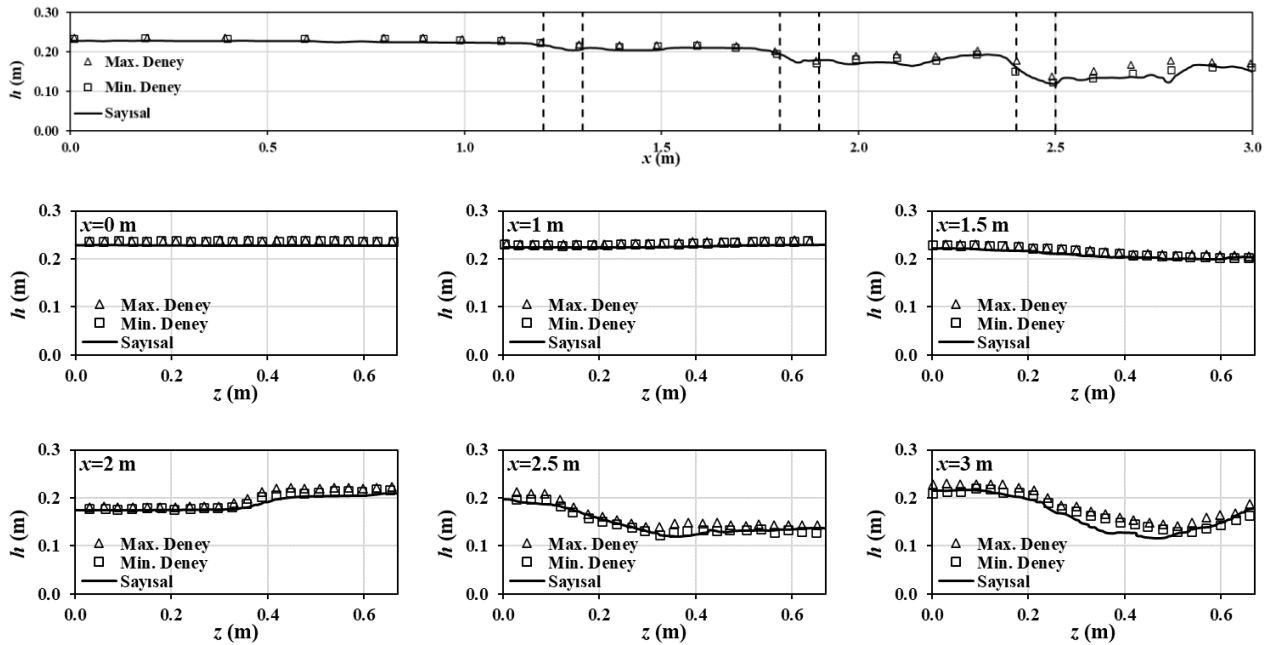 0.30
0.20
0.10
0.00
h (m)
Max. Deney
Min. Deney
Sayısal
0.0 0.5 1.0 1.5 2.0 2.5 3.0
x (m)
x=0 m
0.3
0.2
0.1
0.0
h (m)
Max. Deney
Min. Deney
Sayısal
0.0 0.2 0.4 0.6
z (m)
x=1 m
0.3
0.2
0.1
0.0
h (m)
Max. Deney
Min. Deney
Sayısal
0.0 0.2 0.4 0.6
z (m)
x=1.5 m
0.3
0.2
0.1
0.0
h (m)
Max. Deney
Min. Deney
Sayısal
0.0 0.2 0.4 0.6
z (m)
x=2 m
0.3
0.2
0.1
0.0
h (m)
Max. Deney
Min. Deney
Sayısal
0.0 0.2 0.4 0.6
z (m)
x=2.5 m
0.3
0.2
0.1
0.0
h (m)
Max. Deney
Min. Deney
Sayısal
0.0 0.2 0.4 0.6
z (m)
x=3 m
0.3
0.2
0.1
0.0
h (m)
Max. Deney
Min. Deney
Sayısal
0.0 0.2 0.4 0.6
z (m)